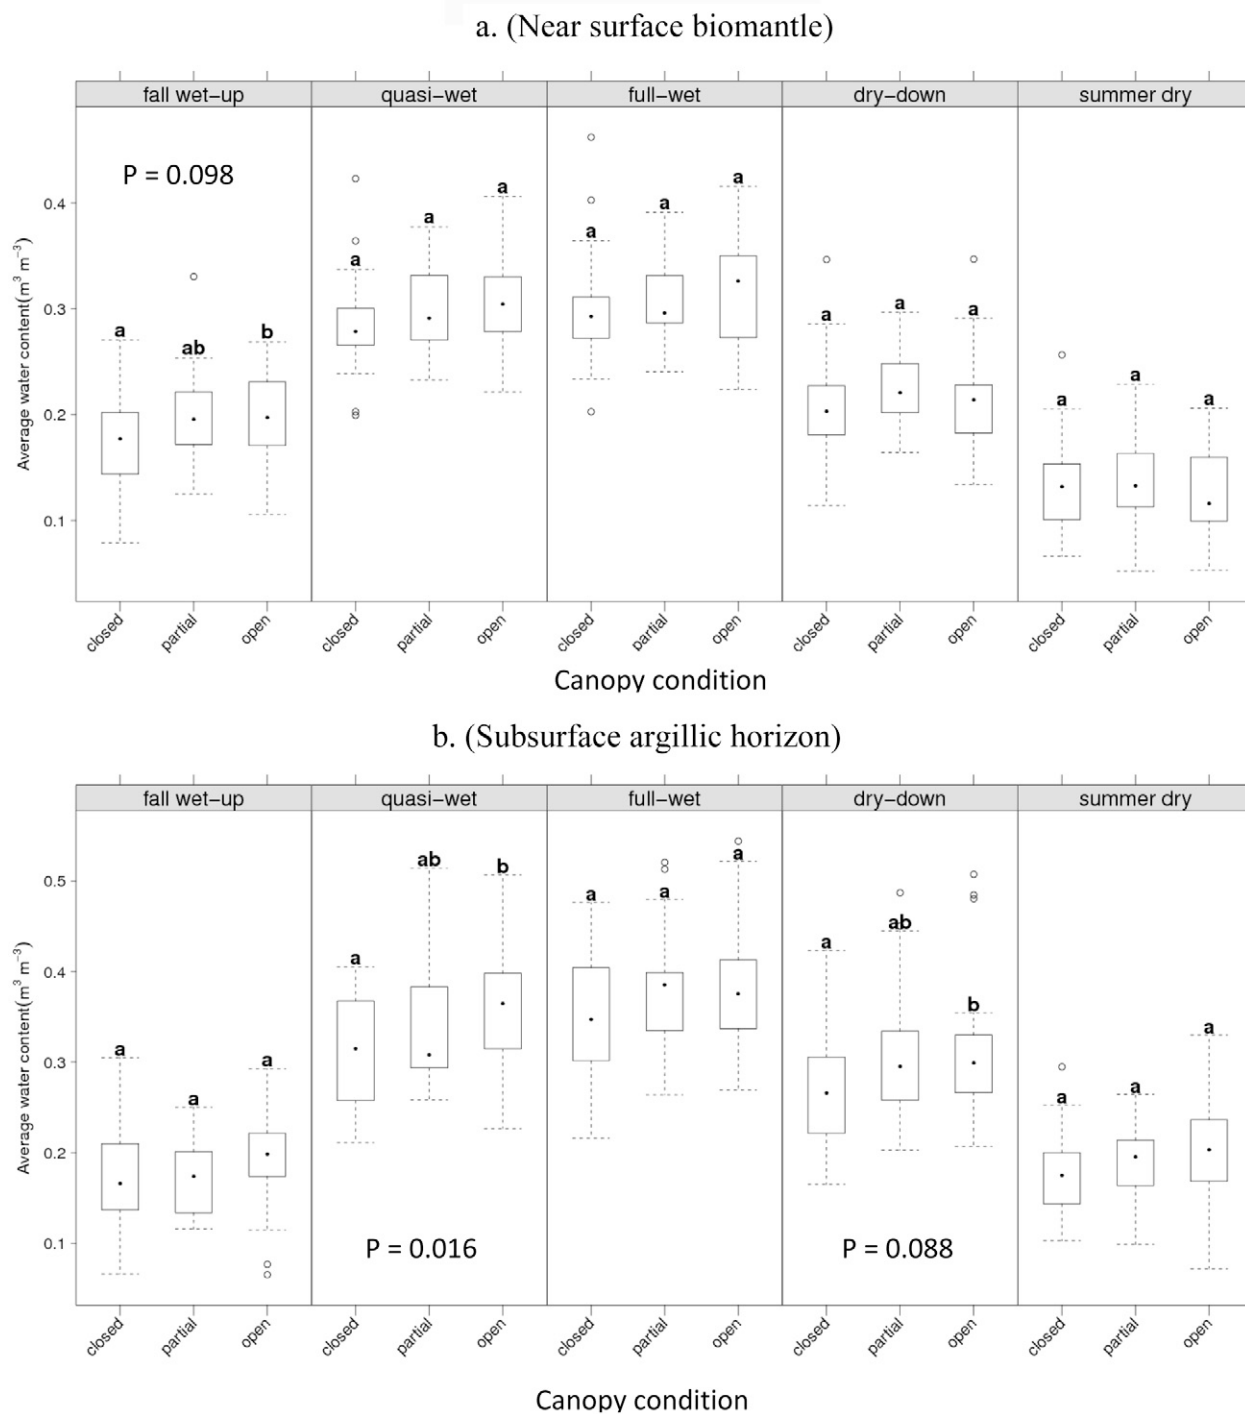 a. (Near surface biomantle)
fall wet-up quasi-wet full-wet dry-down summer dry
P = 0.098
a ab b a a a a a a a a a a a a
0.4
0.3
0.2
0.1
Average water content(m³ m⁻³)
closed partial open closed partial open closed partial open closed partial open closed partial open
Canopy condition
b. (Subsurface argillic horizon)
fall wet-up quasi-wet full-wet dry-down summer dry
a a a a ab b a a a a ab b a a a
0.5
0.4
0.3
0.2
0.1
Average water content(m³ m⁻³)
P = 0.016 P = 0.088
closed partial open closed partial open closed partial open closed partial open closed partial open
Canopy condition